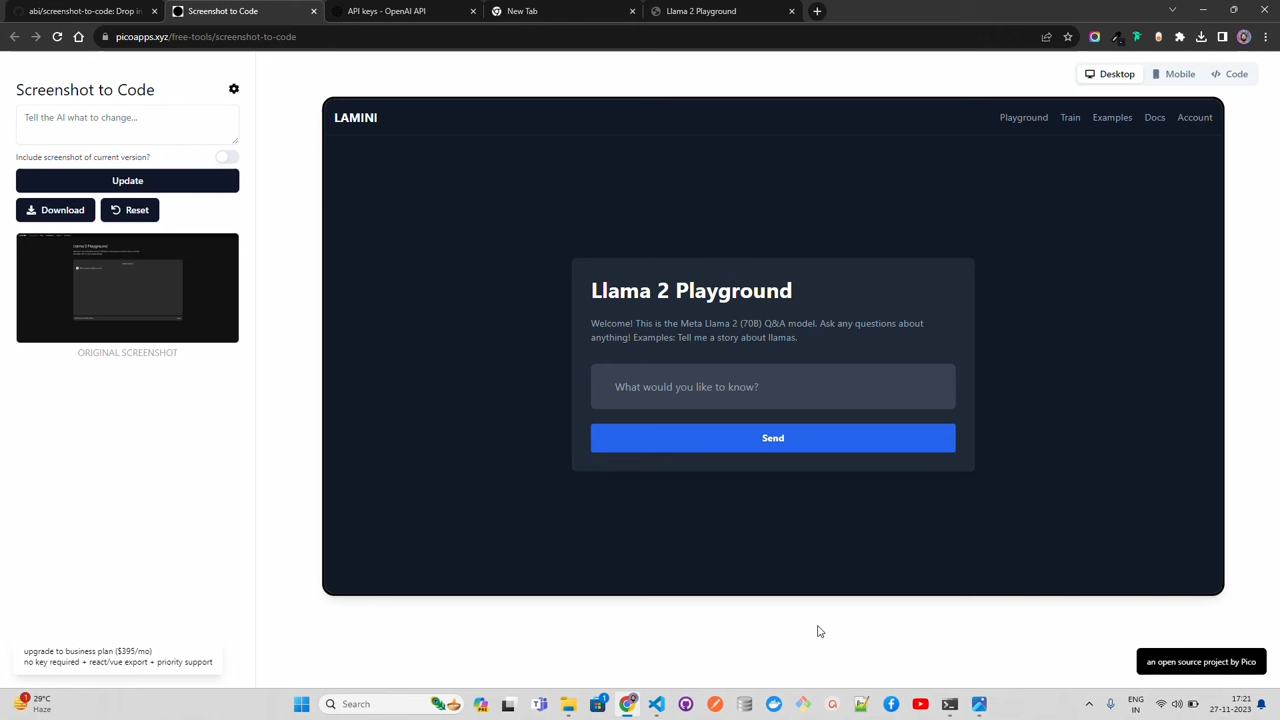 abi/screenshot-to-code: Drop in
Screenshot to Code
API keys - OpenAI API
New Tab
Llama 2 Playground
picoapps.xyz/free-tools/screenshot-to-code
Screenshot to Code
Tell the AI what to change...
Include screenshot of current version?
Update
Download
Reset
ORIGINAL SCREENSHOT
upgrade to business plan ($395/mo)
no key required + react/vue export + priority support
Desktop
Mobile
Code
LAMINI
Playground
Train
Examples
Docs
Account
Llama 2 Playground
Welcome! This is the Meta Llama 2 (70B) Q&A model. Ask any questions about
anything! Examples: Tell me a story about llamas.
What would you like to know?
Send
an open source project by Pico
1
29°C
Haze
Search
1
ENG
IN
17:21
27-11-2023